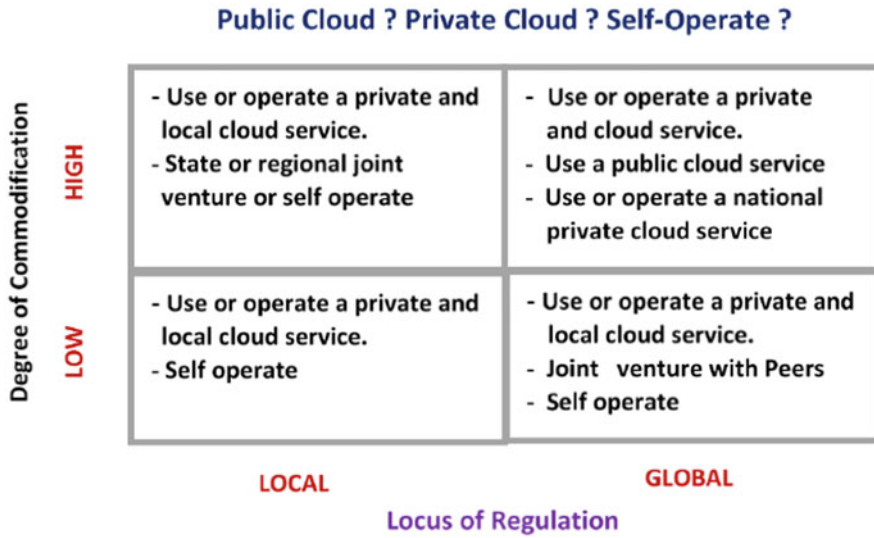 Public Cloud ? Private Cloud ? Self-Operate ?
Degree of Commodification
HIGH
- Use or operate a private and
local cloud service.
- State or regional joint
venture or self operate
- Use or operate a private
and cloud service.
- Use a public cloud service
- Use or operate a national
private cloud service
LOW
- Use or operate a private and
local cloud service.
- Self operate
- Use or operate a private and
local cloud service.
- Joint venture with Peers
- Self operate
LOCAL
GLOBAL
Locus of Regulation